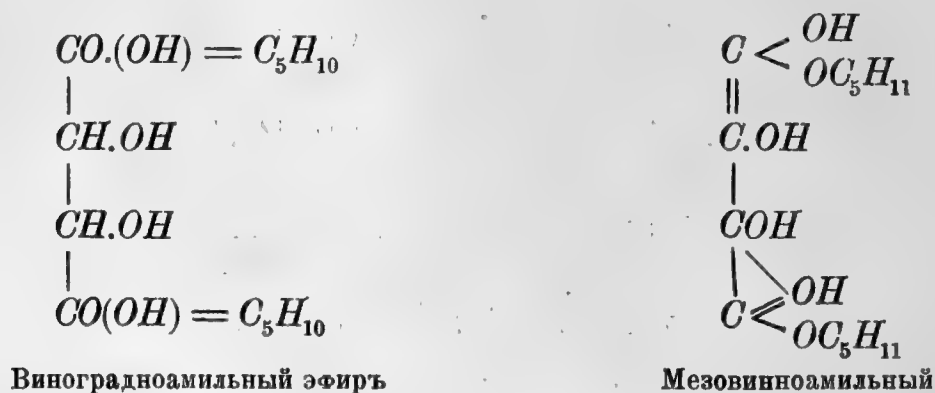 CO.(OH) = C₅H₁₀
CH.OH
CH.OH
CO(OH) = C₅H₁₀
Виноградноамильный эфиръ
C < OH
OC₅H₁₁
C.OH
COH
C OH
OC₅H₁₁
Мезовинноамильный